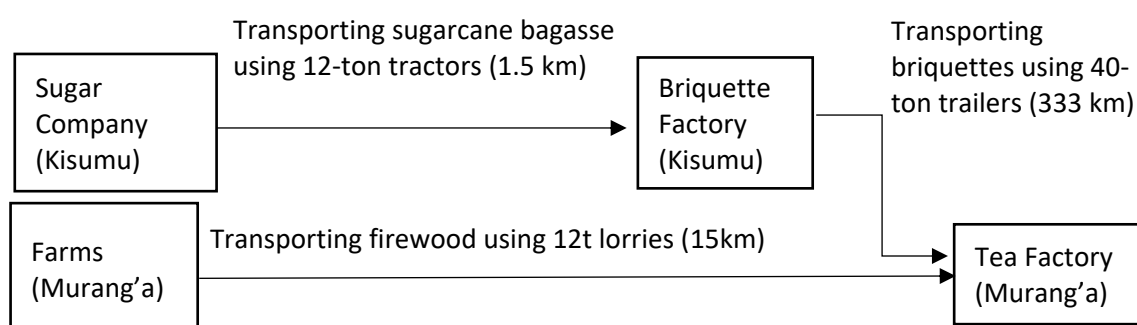 Transporting sugarcane bagasse
using 12-ton tractors (1.5 km)
Transporting
briquettes using 40-
ton trailers (333 km)
Sugar
Company
(Kisumu)
Briquette
Factory
(Kisumu)
Farms
(Murang’a)
Transporting firewood using 12t lorries (15km)
Tea Factory
(Murang’a)